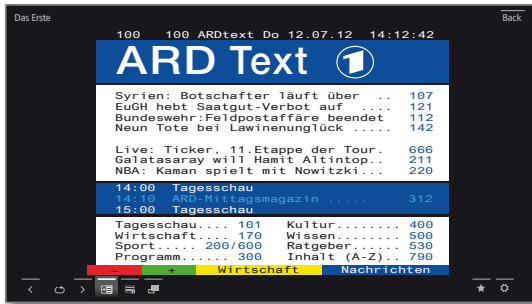 Das Erste
Back
100 100 ARDtext Do 12.07.12 14:12:42
ARD Text 1
Syrien: Botschafter läuft über .. 107
EuGH hebt Saatgut-Verbot auf .... 121
Bundeswehr:Feldpostaffäre beendet 112
Neun Tote bei Lawinenunglück ..... 142
Live: Ticker, 11.Etappe der Tour. 666
Galatasaray will Hamit Altintop.. 211
NBA: Kaman spielt mit Nowitzki... 220
14:00 Tagesschau
14:10 ARD-Mittagsmagazin ..... 312
15:00 Tagesschau
Tagesschau.... 101 Kultur........ 400
Wirtschaft.... 170 Wissen........ 500
Sport..... 200/600 Ratgeber...... 530
Programm...... 300 Inhalt (A-Z).. 790
– + Wirtschaft Nachrichten